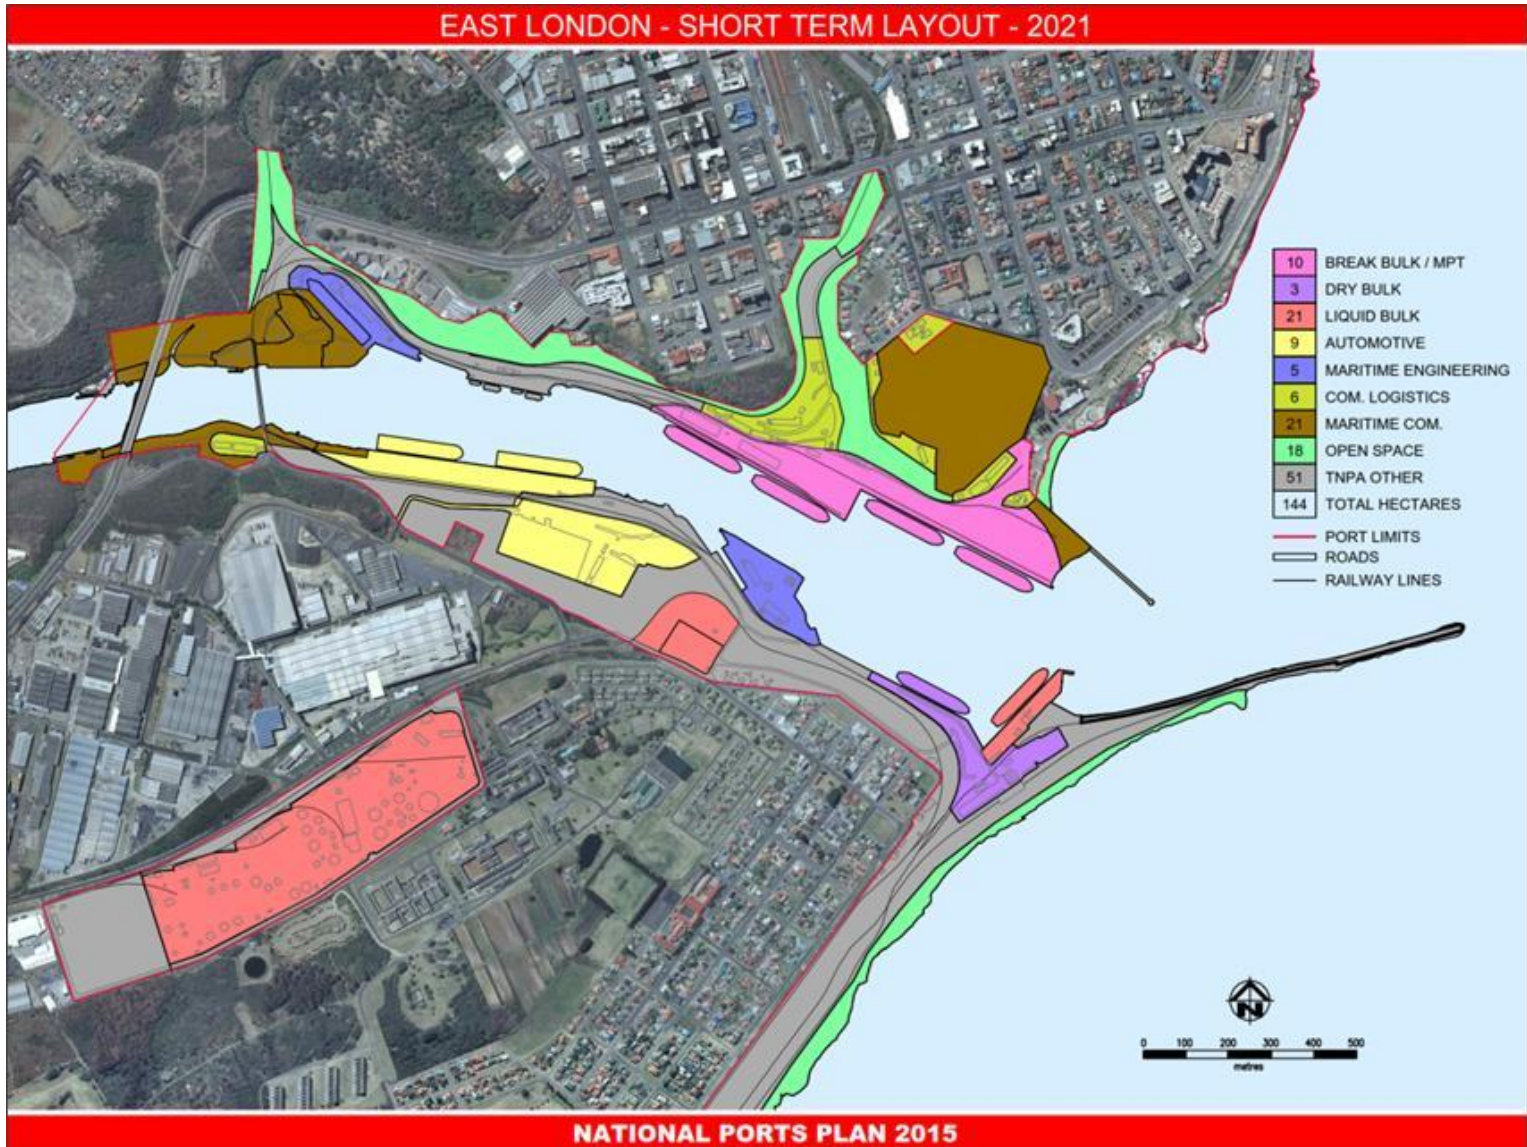 EAST LONDON - SHORT TERM LAYOUT - 2021
10 BREAK BULK / MPT
3 DRY BULK
21 LIQUID BULK
9 AUTOMOTIVE
5 MARITIME ENGINEERING
6 COM. LOGISTICS
21 MARITIME COM.
18 OPEN SPACE
51 TNPA OTHER
144 TOTAL HECTARES
PORT LIMITS
ROADS
RAILWAY LINES
N
0 100 200 300 400 500
metres
NATIONAL PORTS PLAN 2015